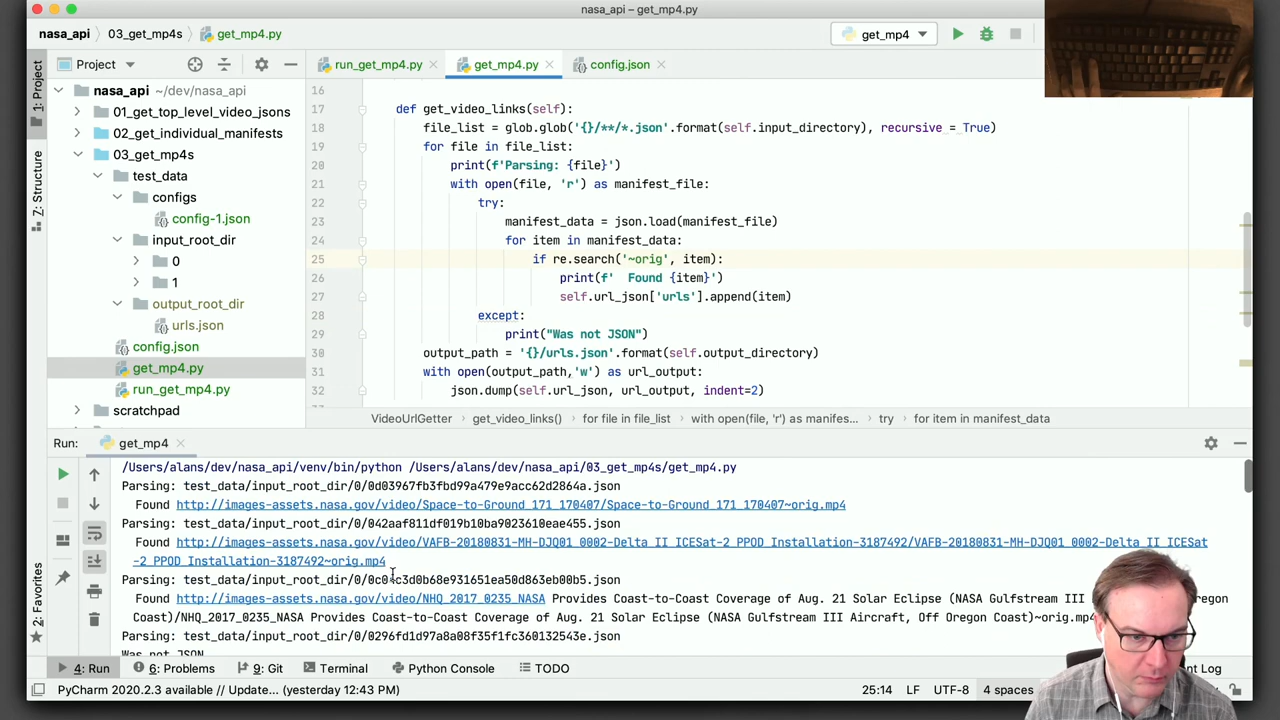 nasa_api – get_mp4.py
nasa_api
03_get_mp4s
get_mp4.py
get_mp4
1: Project
Z: Structure
2: Favorites
Project
nasa_api ~/dev/nasa_api
01_get_top_level_video_jsons
02_get_individual_manifests
03_get_mp4s
test_data
configs
config-1.json
input_root_dir
0
1
output_root_dir
urls.json
config.json
get_mp4.py
run_get_mp4.py
scratchpad
run_get_mp4.py
get_mp4.py
config.json
16
17 def get_video_links(self):
18 file_list = glob.glob('{}/**/*.json'.format(self.input_directory), recursive = True)
19 for file in file_list:
20 print(f'Parsing: {file}')
21 with open(file, 'r') as manifest_file:
22 try:
23 manifest_data = json.load(manifest_file)
24 for item in manifest_data:
25 if re.search('~orig', item):
26 print(f'  Found {item}')
27 self.url_json['urls'].append(item)
28 except:
29 print("Was not JSON")
30 output_path = '{}/urls.json'.format(self.output_directory)
31 with open(output_path,'w') as url_output:
32 json.dump(self.url_json, url_output, indent=2)
VideoUrlGetter
get_video_links()
for file in file_list
with open(file, 'r') as manifes...
try
for item in manifest_data
Run: get_mp4
/Users/alans/dev/nasa_api/venv/bin/python /Users/alans/dev/nasa_api/03_get_mp4s/get_mp4.py
Parsing: test_data/input_root_dir/0/0d03967fb3fbd99a479e9acc62d2864a.json
Found http://images-assets.nasa.gov/video/Space-to-Ground_171_170407/Space-to-Ground_171_170407~orig.mp4
Parsing: test_data/input_root_dir/0/042aaf811df019b10ba9023610eae455.json
Found http://images-assets.nasa.gov/video/VAFB-20180831-MH-DJQ01_0002-Delta_II_ICESat-2_PPOD_Installation-3187492/VAFB-20180831-MH-DJQ01_0002-Delta_II_ICESat
-2_PPOD_Installation-3187492~orig.mp4
Parsing: test_data/input_root_dir/0/0c04c3d0b68e931651ea50d863eb00b5.json
Found http://images-assets.nasa.gov/video/NHQ_2017_0235_NASA Provides Coast-to-Coast Coverage of Aug. 21 Solar Eclipse (NASA Gulfstream III
Coast)/NHQ_2017_0235_NASA Provides Coast-to-Coast Coverage of Aug. 21 Solar Eclipse (NASA Gulfstream III Aircraft, Off Oregon Coast)~orig.mp4
Parsing: test_data/input_root_dir/0/0296fd1d97a8a08f35f1fc360132543e.json
Was not JSON
4: Run
6: Problems
9: Git
Terminal
Python Console
TODO
nt Log
PyCharm 2020.2.3 available // Update... (yesterday 12:43 PM)
25:14
LF
UTF-8
4 spaces